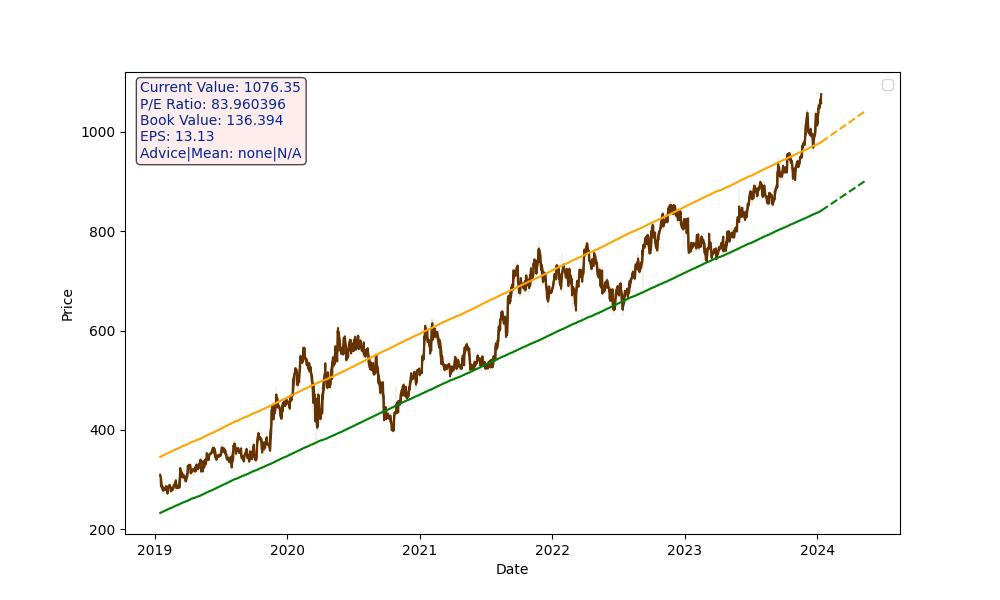 Current Value: 1076.35
P/E Ratio: 83.960396
Book Value: 136.394
EPS: 13.13
Advice|Mean: none|N/A
1000
800
600
400
200
Price
2019 2020 2021 2022 2023 2024
Date